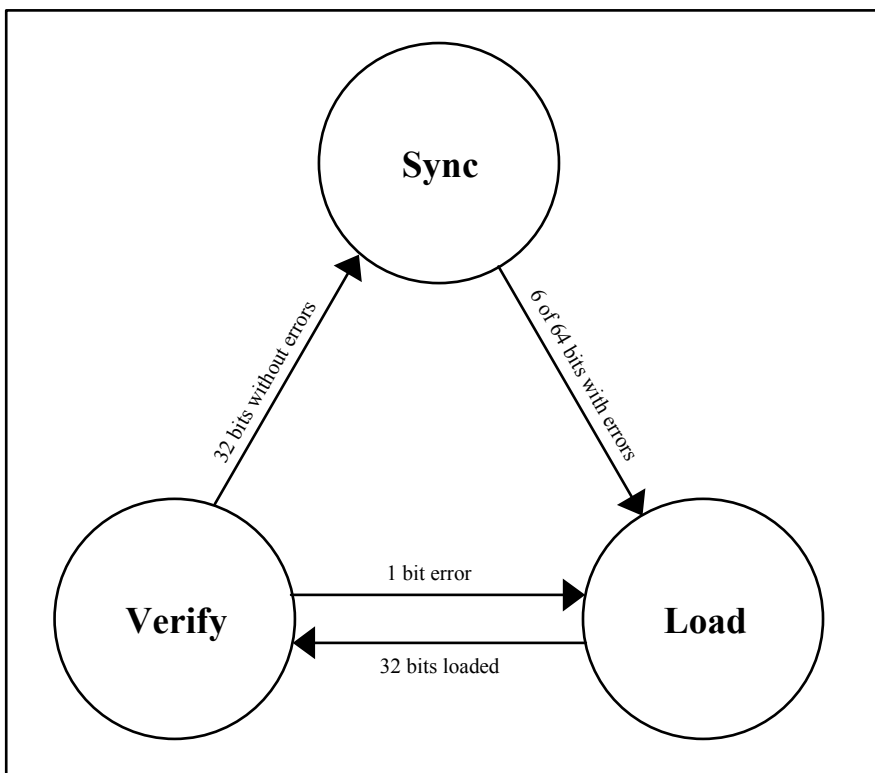 Sync
32 bits without errors
6 of 64 bits with errors
1 bit error
Verify
Load
32 bits loaded